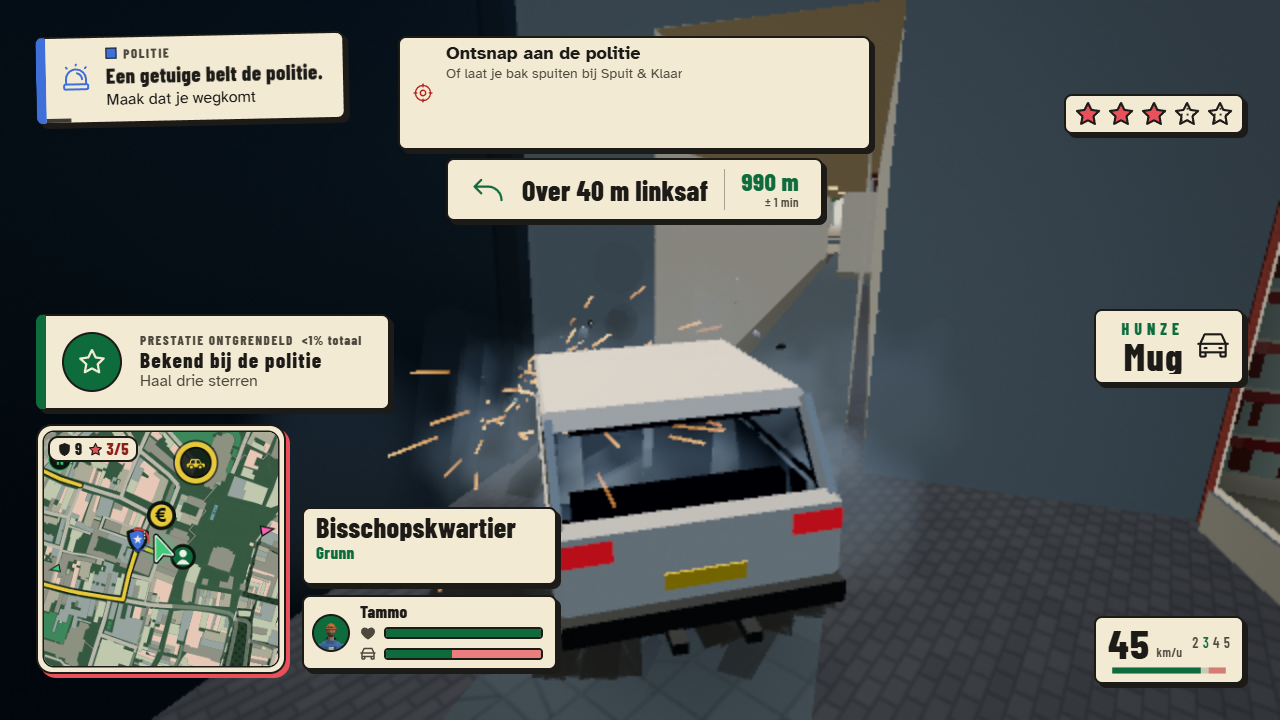 POLITIE
Een getuige belt de politie.
Maak dat je wegkomt
Ontsnap aan de politie
Of laat je bak spuiten bij Spuit & Klaar
Over 40 m linksaf
990 m
± 1 min
PRESTATIE ONTGRENDELD <1% totaal
Bekend bij de politie
Haal drie sterren
HUNZE
Mug
9 3/5
€
Bisschopskwartier
Grunn
Tammo
45 km/u 2 3 4 5